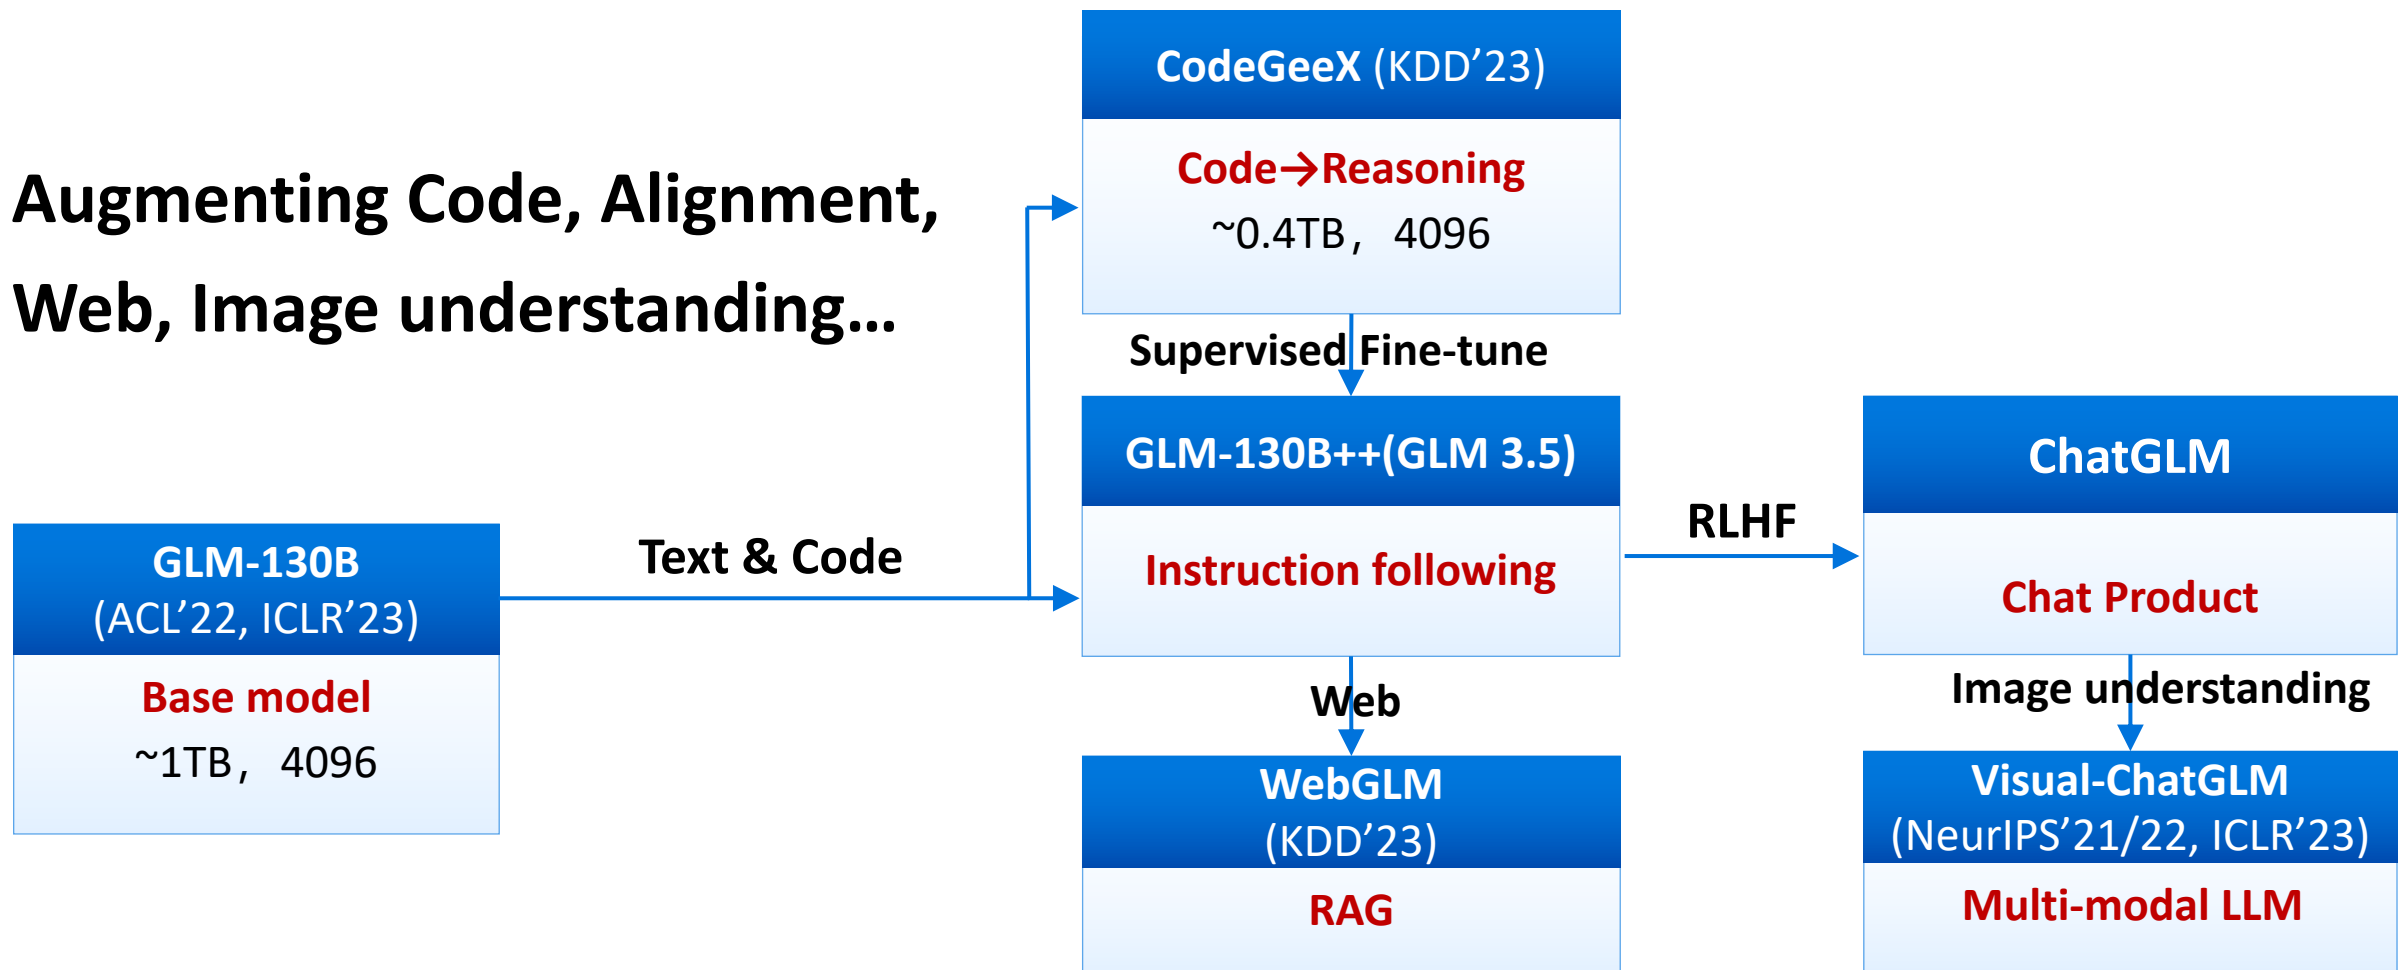 Augmenting Code, Alignment,
Web, Image understanding…
CodeGeeX (KDD’23)
Code→Reasoning
~0.4TB， 4096
Supervised Fine-tune
GLM-130B++(GLM 3.5)
Instruction following
ChatGLM
Chat Product
RLHF
Text & Code
GLM-130B
(ACL’22, ICLR’23)
Base model
~1TB， 4096
Web
WebGLM
(KDD’23)
RAG
Image understanding
Visual-ChatGLM
(NeurIPS’21/22, ICLR’23)
Multi-modal LLM